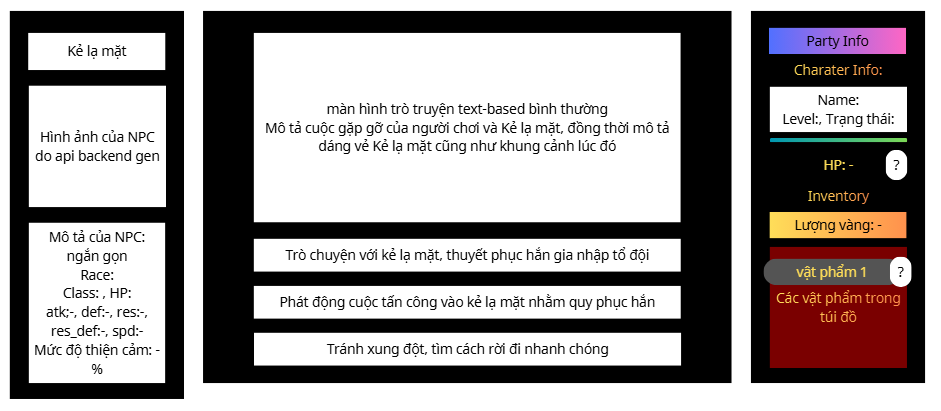 Kẻ lạ mặt
Hình ảnh của NPC
do api backend gen
Mô tả của NPC:
ngắn gọn
Race:
Class: , HP:
atk;-, def:-, res:-,
res_def:-, spd:-
Mức độ thiện cảm: -
%
màn hình trò truyện text-based bình thường
Mô tả cuộc gặp gỡ của người chơi và Kẻ lạ mặt, đồng thời mô tả
dáng vẻ Kẻ lạ mặt cũng như khung cảnh lúc đó
Trò chuyện với kẻ lạ mặt, thuyết phục hắn gia nhập tổ đội
Phát động cuộc tấn công vào kẻ lạ mặt nhằm quy phục hắn
Tránh xung đột, tìm cách rời đi nhanh chóng
Party Info
Charater Info:
Name:
Level:, Trạng thái:
HP: -
?
Inventory
Lượng vàng: -
vật phẩm 1
?
Các vật phẩm trong
túi đồ